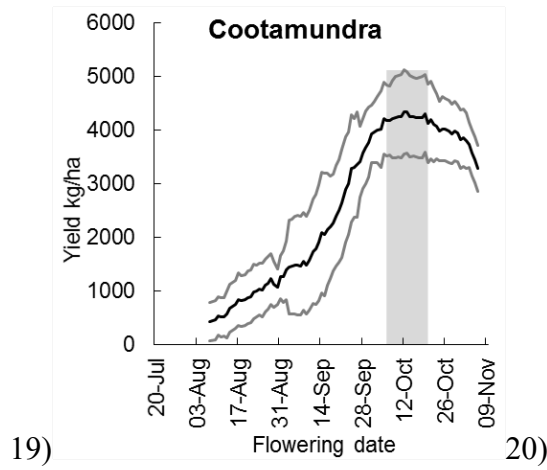 Cootamundra
Yield kg/ha
6000
5000
4000
3000
2000
1000
0
20-Jul
03-Aug
17-Aug
31-Aug
14-Sep
28-Sep
12-Oct
26-Oct
09-Nov
Flowering date
19)
20)